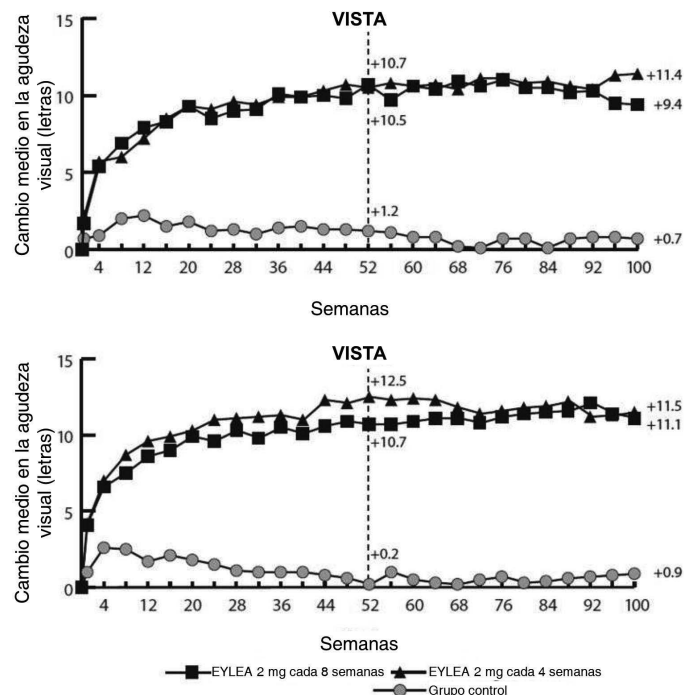 VISTA
Cambio medio en la agudeza
visual (letras)
15
10
5
0
+10.7
+10.5
+1.2
+11.4
+9.4
+0.7
4 12 20 28 36 44 52 60 68 76 84 92 100
Semanas
VISTA
Cambio medio en la agudeza
visual (letras)
15
10
5
0
+12.5
+10.7
+0.2
+11.5
+11.1
+0.9
4 12 20 28 36 44 52 60 68 76 84 92 100
Semanas
EYLEA 2 mg cada 8 semanas EYLEA 2 mg cada 4 semanas
Grupo control